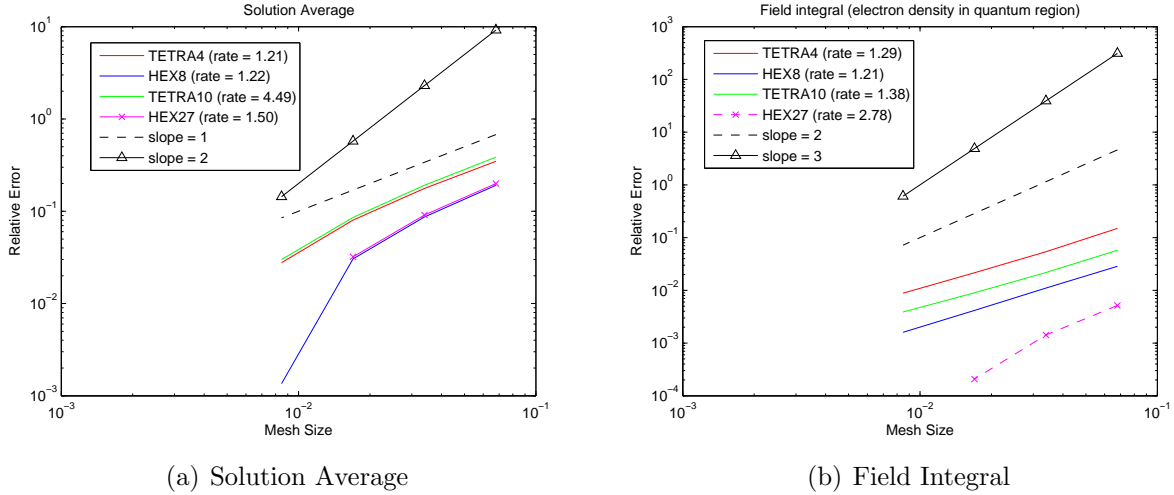 Solution Average
10^1
10^0
10^-1
10^-2
10^-3
Relative Error
TETRA4 (rate = 1.21)
HEX8 (rate = 1.22)
TETRA10 (rate = 4.49)
HEX27 (rate = 1.50)
slope = 1
slope = 2
10^-3
10^-2
10^-1
Mesh Size
(a) Solution Average
Field integral (electron density in quantum region)
10^3
10^2
10^1
10^0
10^-1
10^-2
10^-3
10^-4
Relative Error
TETRA4 (rate = 1.29)
HEX8 (rate = 1.21)
TETRA10 (rate = 1.38)
HEX27 (rate = 2.78)
slope = 2
slope = 3
10^-3
10^-2
10^-1
Mesh Size
(b) Field Integral